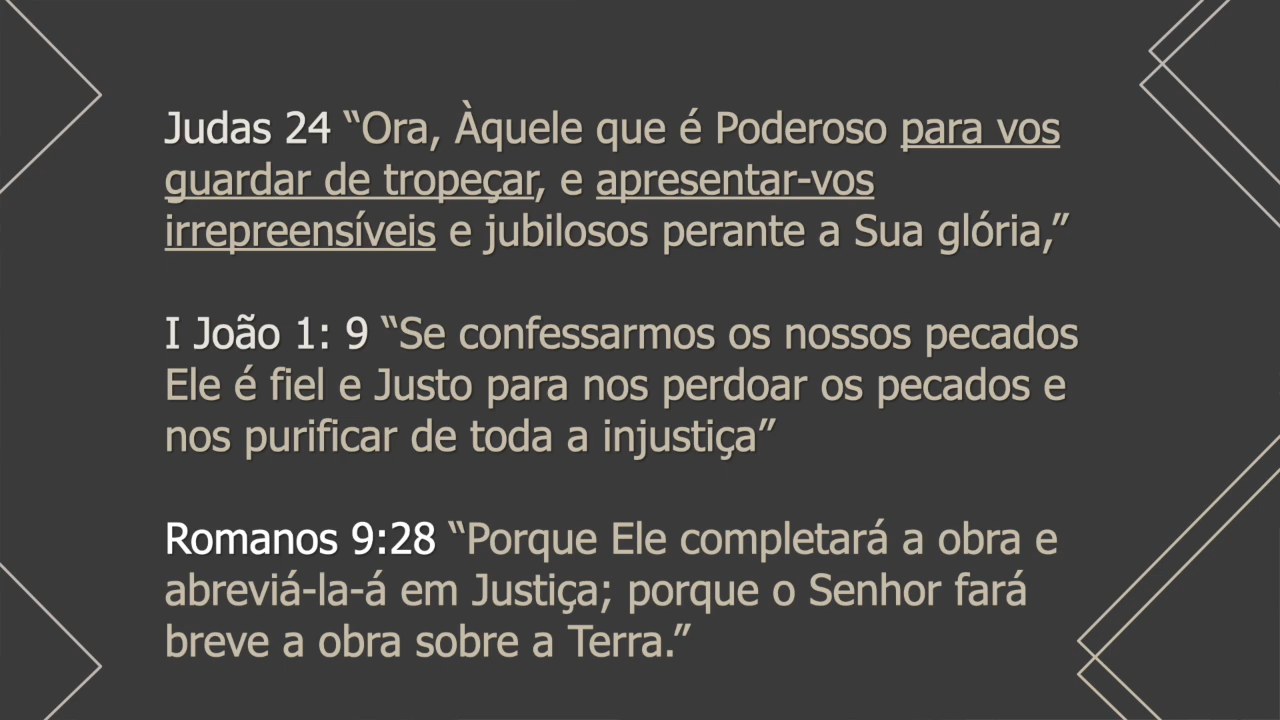 Judas 24 “Ora, Àquele que é Poderoso para vos
guardar de tropeçar, e apresentar-vos
irrepreensíveis e jubilosos perante a Sua glória,”
I João 1: 9 “Se confessarmos os nossos pecados
Ele é fiel e Justo para nos perdoar os pecados e
nos purificar de toda a injustiça”
Romanos 9:28 “Porque Ele completará a obra e
abreviá-la-á em Justiça; porque o Senhor fará
breve a obra sobre a Terra.”